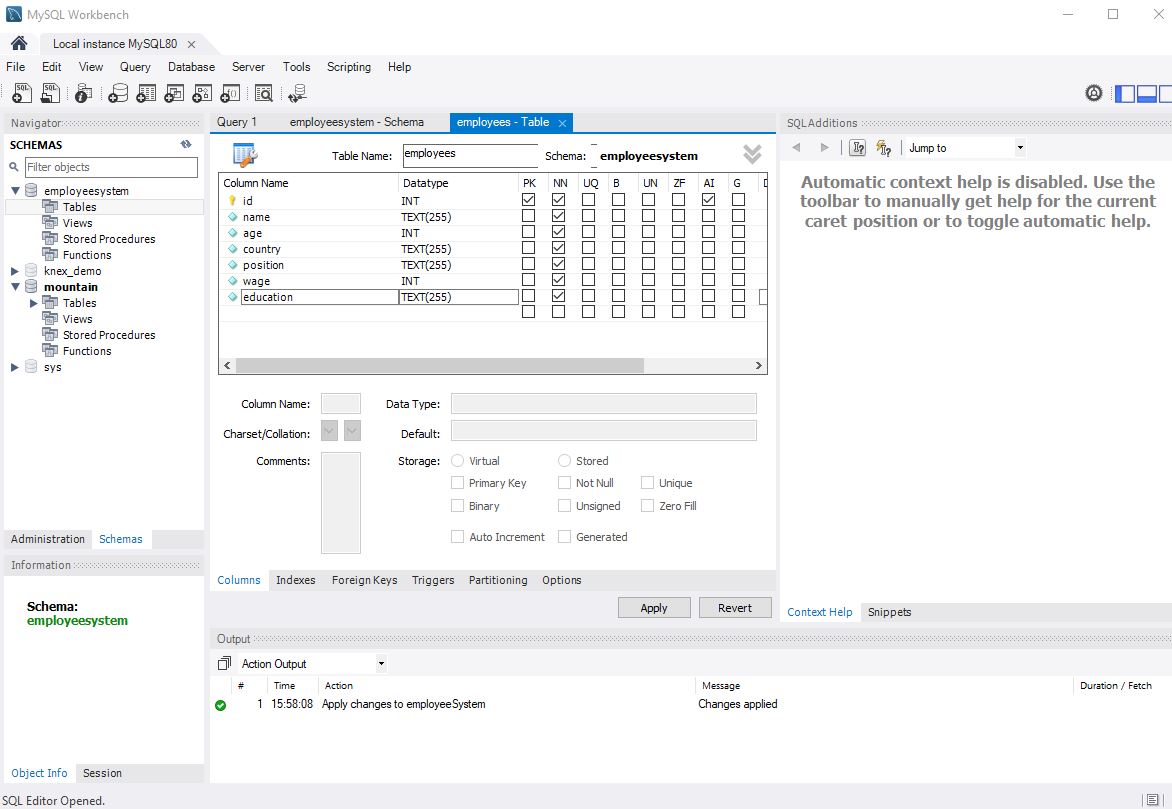 MySQL Workbench
Local instance MySQL80
File Edit View Query Database Server Tools Scripting Help
Navigator
SCHEMAS
Filter objects
employeesystem
Tables
Views
Stored Procedures
Functions
knex_demo
mountain
Tables
Views
Stored Procedures
Functions
sys
Administration Schemas
Information
Schema:
employeesystem
Object Info Session
Query 1 employeesystem - Schema employees - Table
Table Name: employees Schema: employeesystem
Column Name Datatype PK NN UQ B UN ZF AI G
id INT
name TEXT(255)
age INT
country TEXT(255)
position TEXT(255)
wage INT
education TEXT(255)
Column Name: Data Type:
Charset/Collation: Default:
Comments: Storage: Virtual Stored
Primary Key Not Null Unique
Binary Unsigned Zero Fill
Auto Increment Generated
Columns Indexes Foreign Keys Triggers Partitioning Options
Apply Revert
SQLAdditions
Jump to
Automatic context help is disabled. Use the
toolbar to manually get help for the current
caret position or to toggle automatic help.
Context Help Snippets
Output
Action Output
# Time Action Message Duration / Fetch
1 15:58:08 Apply changes to employeeSystem Changes applied
SQL Editor Opened.